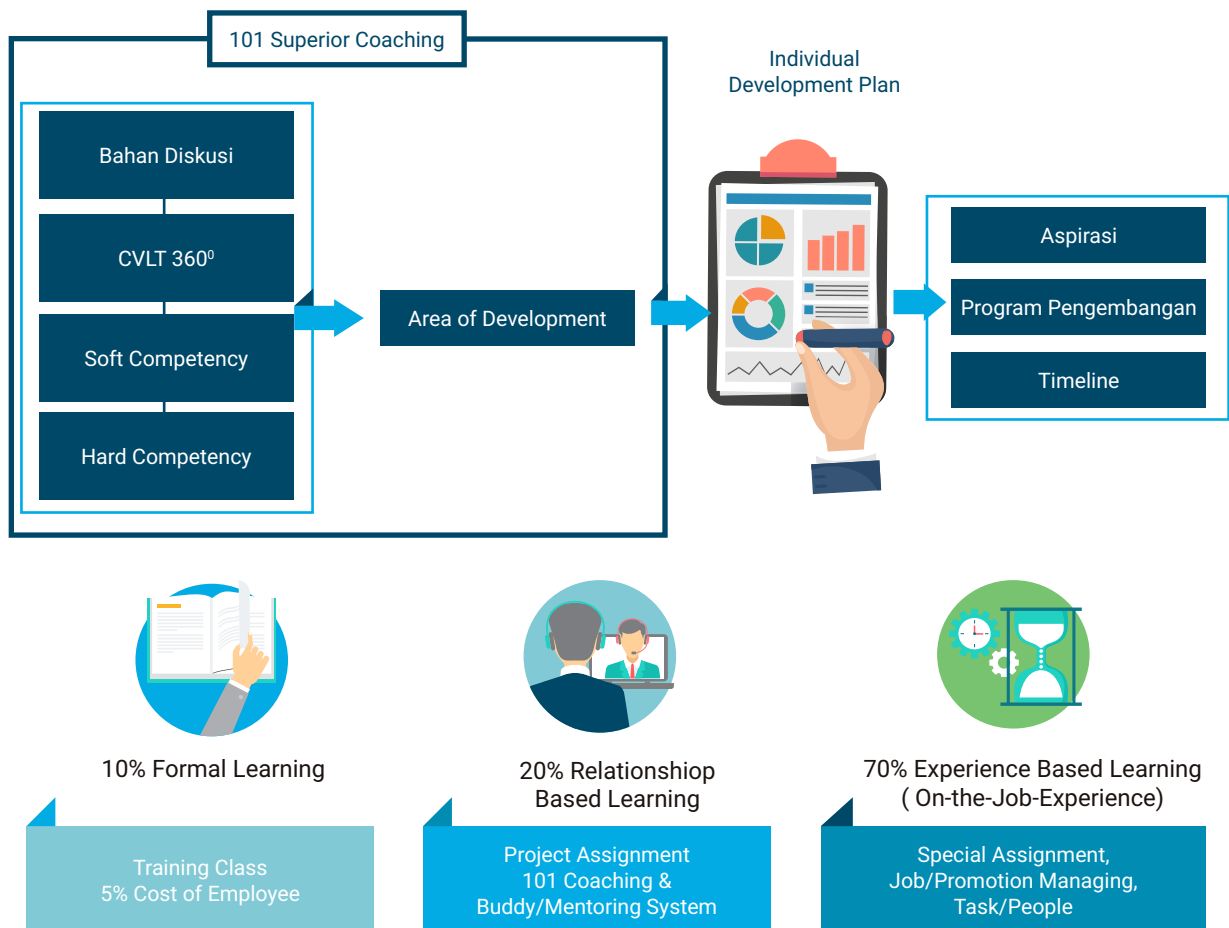 101 Superior Coaching
Bahan Diskusi
CVLT 360⁰
Soft Competency
Hard Competency
Area of Development
Individual
Development Plan
Aspirasi
Program Pengembangan
Timeline
10% Formal Learning
Training Class
5% Cost of Employee
20% Relationshiop
Based Learning
Project Assignment
101 Coaching &
Buddy/Mentoring System
70% Experience Based Learning
( On-the-Job-Experience)
Special Assignment,
Job/Promotion Managing,
Task/People